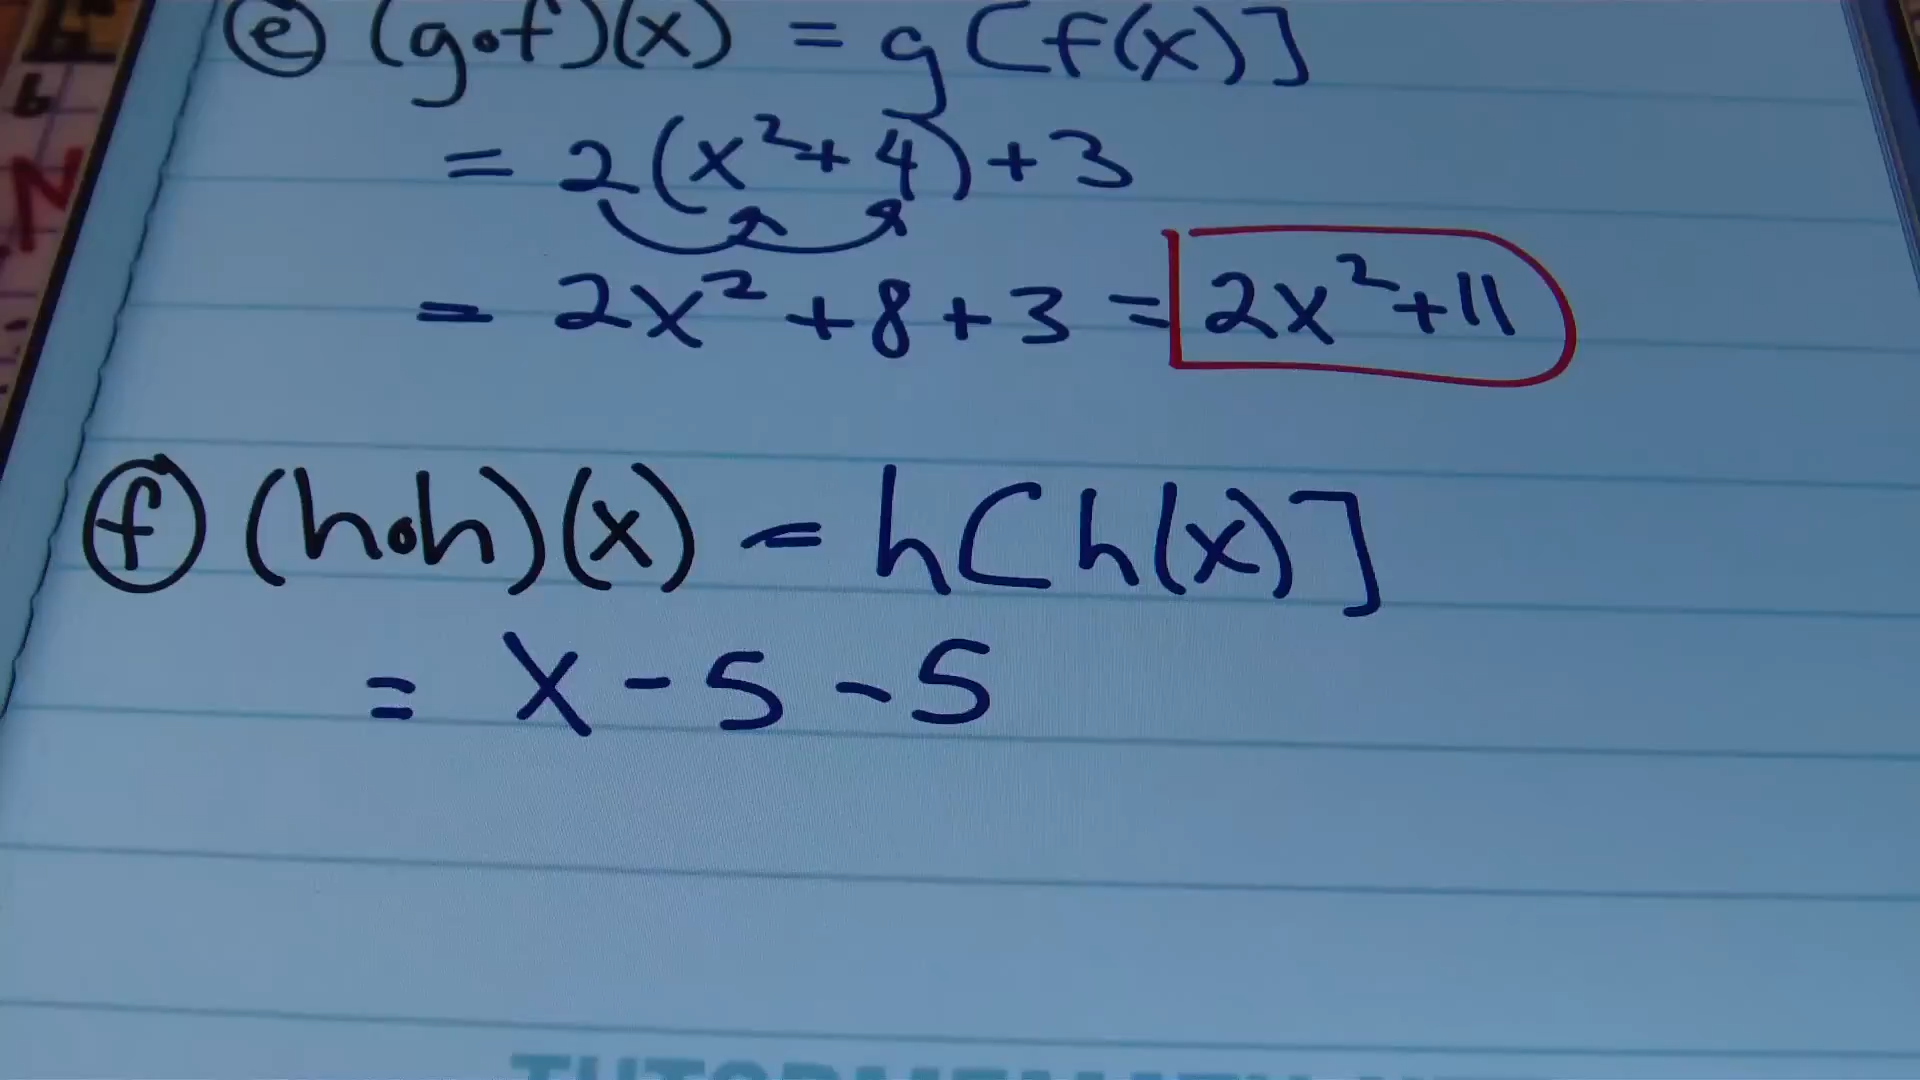 ⓔ (g∘f)(x) = g[f(x)]
= 2(x²+4)+3
= 2x²+8+3 = 2x²+11
ⓕ (h∘h)(x) = h[h(x)]
= x-5-5